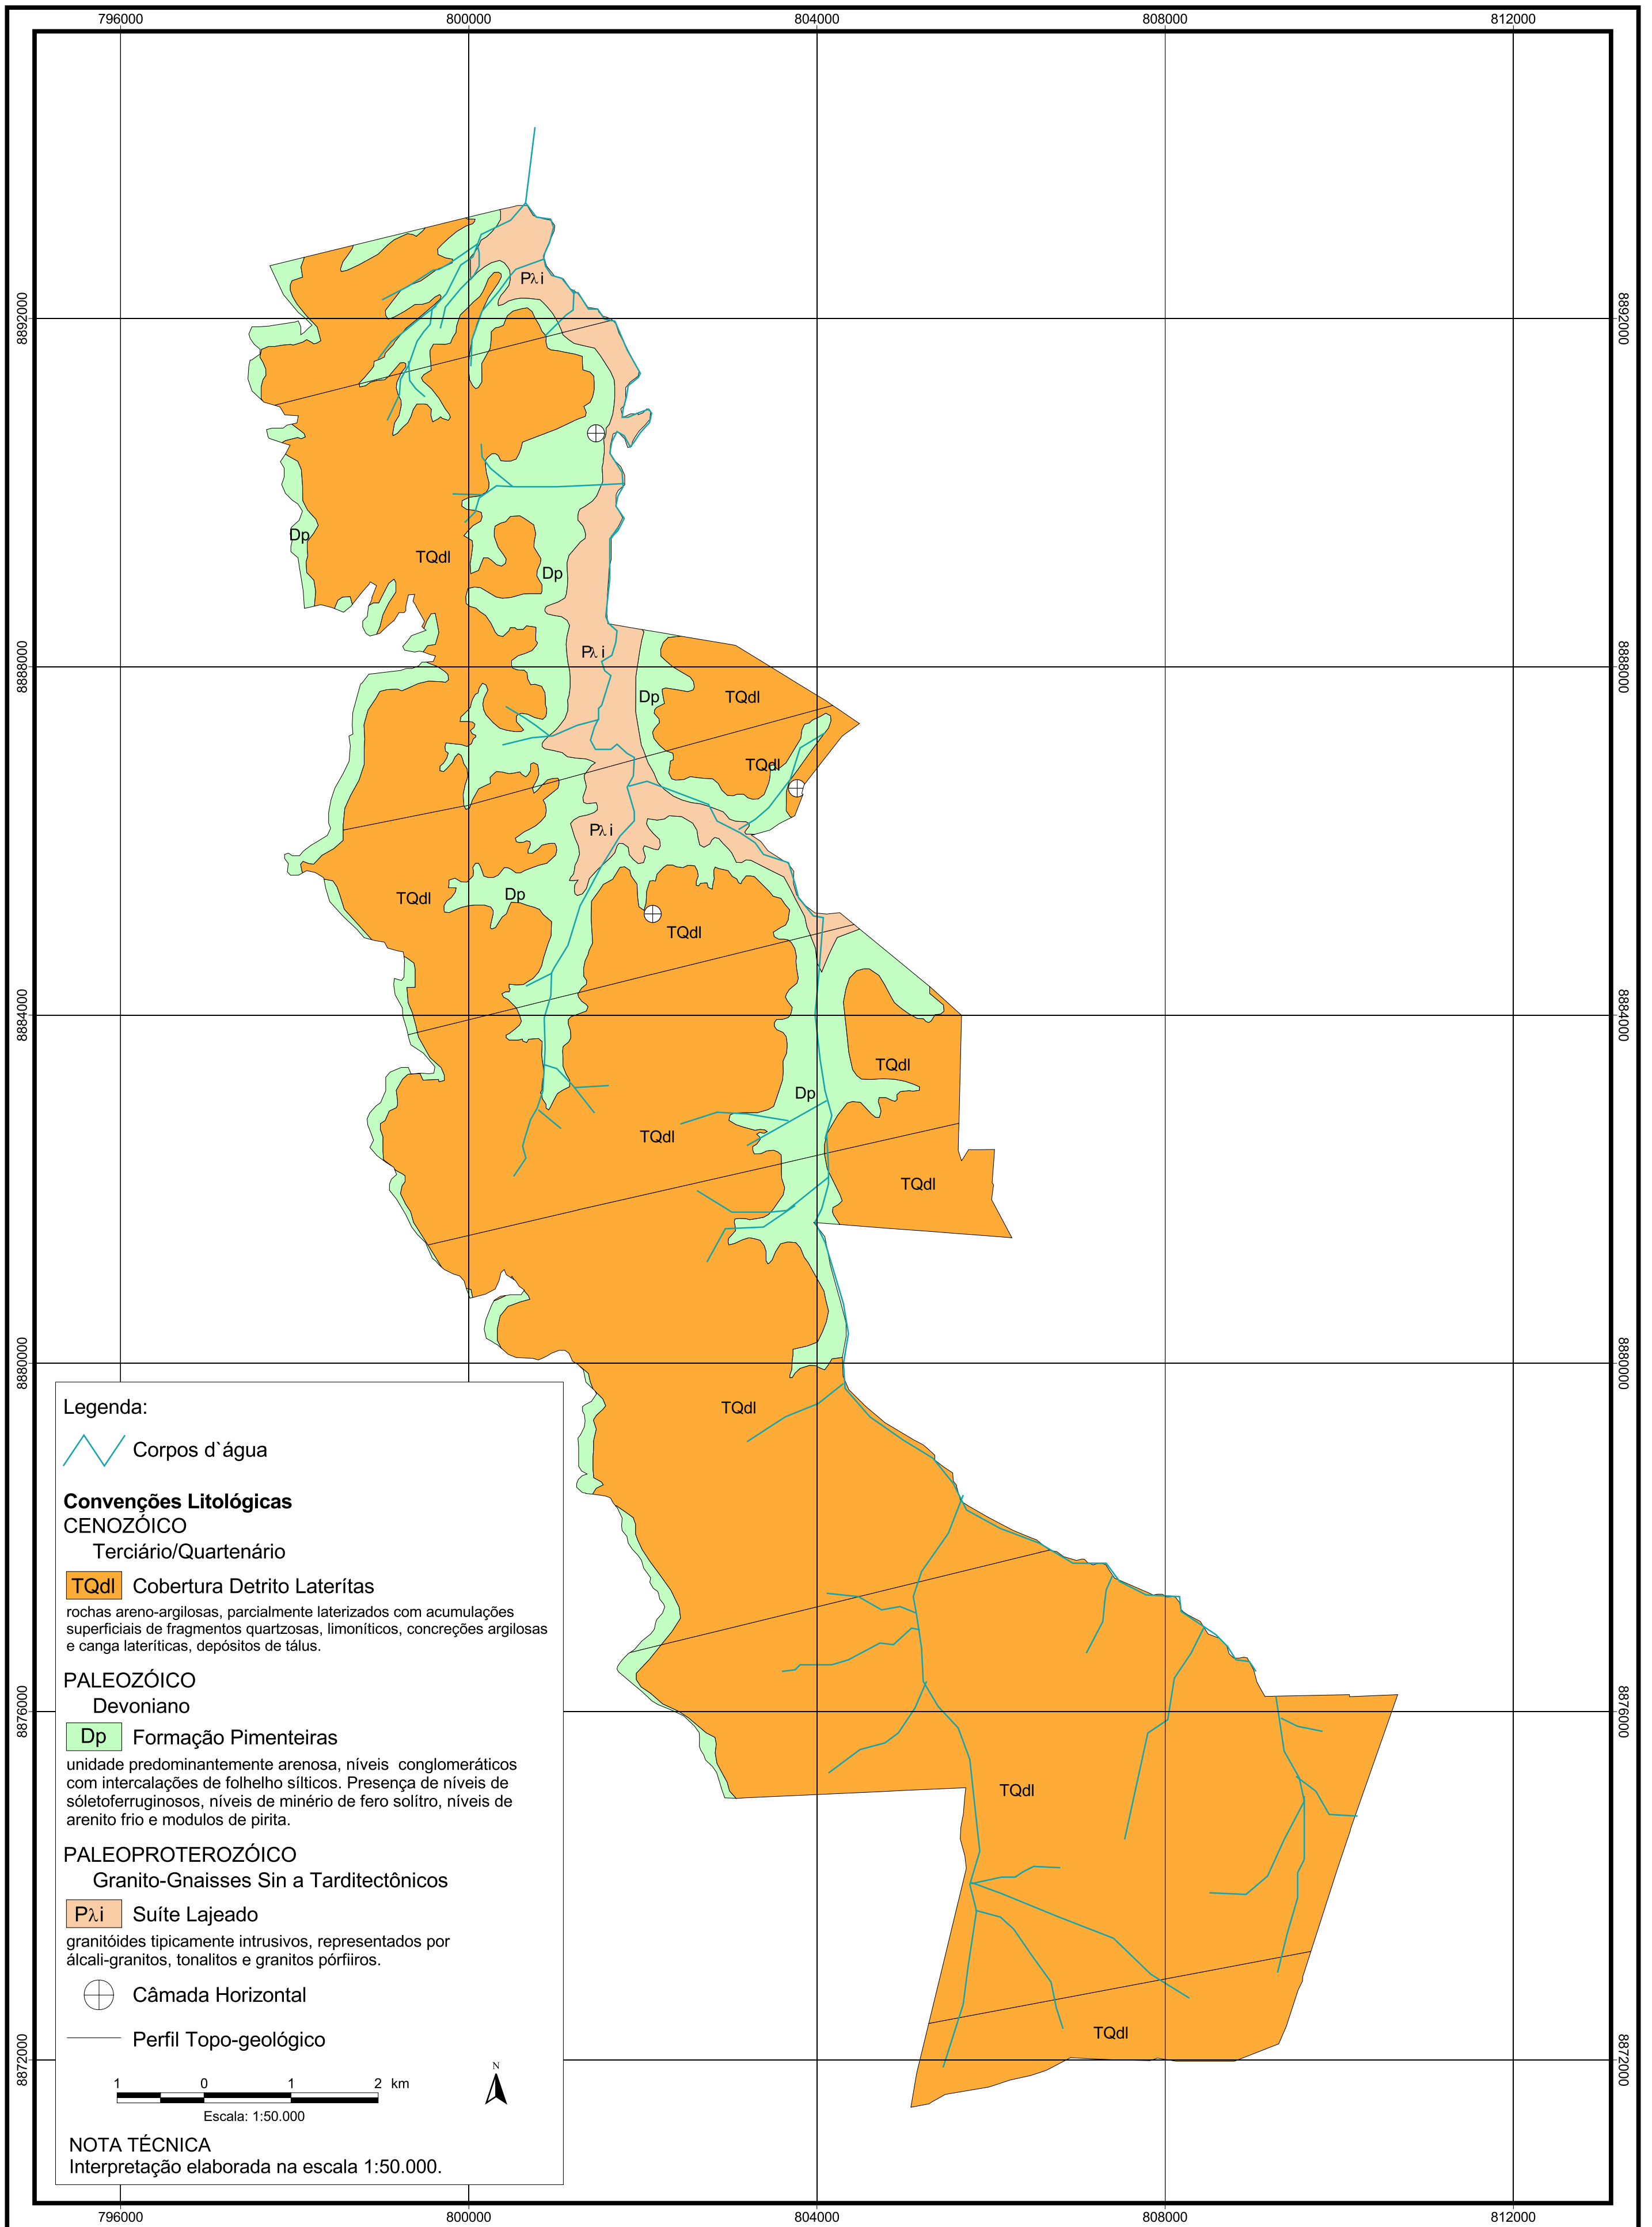 796000 800000 804000 808000 812000
Pλi
8892000 8892000
Dp
TQdl
Dp
Pλi
8888000 8888000
Dp
TQdl
TQdl
Pλi
TQdl
Dp
TQdl
8884000 8884000
TQdl
Dp
TQdl
TQdl
8880000 8880000
TQdl
Legenda:
Corpos d`água
Convenções Litológicas
CENOZÓICO
Terciário/Quartenário
TQdl Cobertura Detrito Laterítas
rochas areno-argilosas, parcialmente laterizados com acumulações
superficiais de fragmentos quartzosas, limoníticos, concreções argilosas
e canga lateríticas, depósitos de tálus.
PALEOZÓICO
Devoniano
Dp Formação Pimenteiras
unidade predominantemente arenosa, níveis conglomeráticos
com intercalações de folhelho sílticos. Presença de níveis de
sóletoferruginosos, níveis de minério de fero solítro, níveis de
arenito frio e modulos de pirita.
PALEOPROTEROZÓICO
Granito-Gnaisses Sin a Tarditectônicos
Pλi Suíte Lajeado
granitóides tipicamente intrusivos, representados por
álcali-granitos, tonalitos e granitos pórfiiros.
Câmada Horizontal
Perfil Topo-geológico
N
1 0 1 2 km
Escala: 1:50.000
NOTA TÉCNICA
Interpretação elaborada na escala 1:50.000.
8876000 8876000
TQdl
TQdl
8872000 8872000
796000 800000 804000 808000 812000